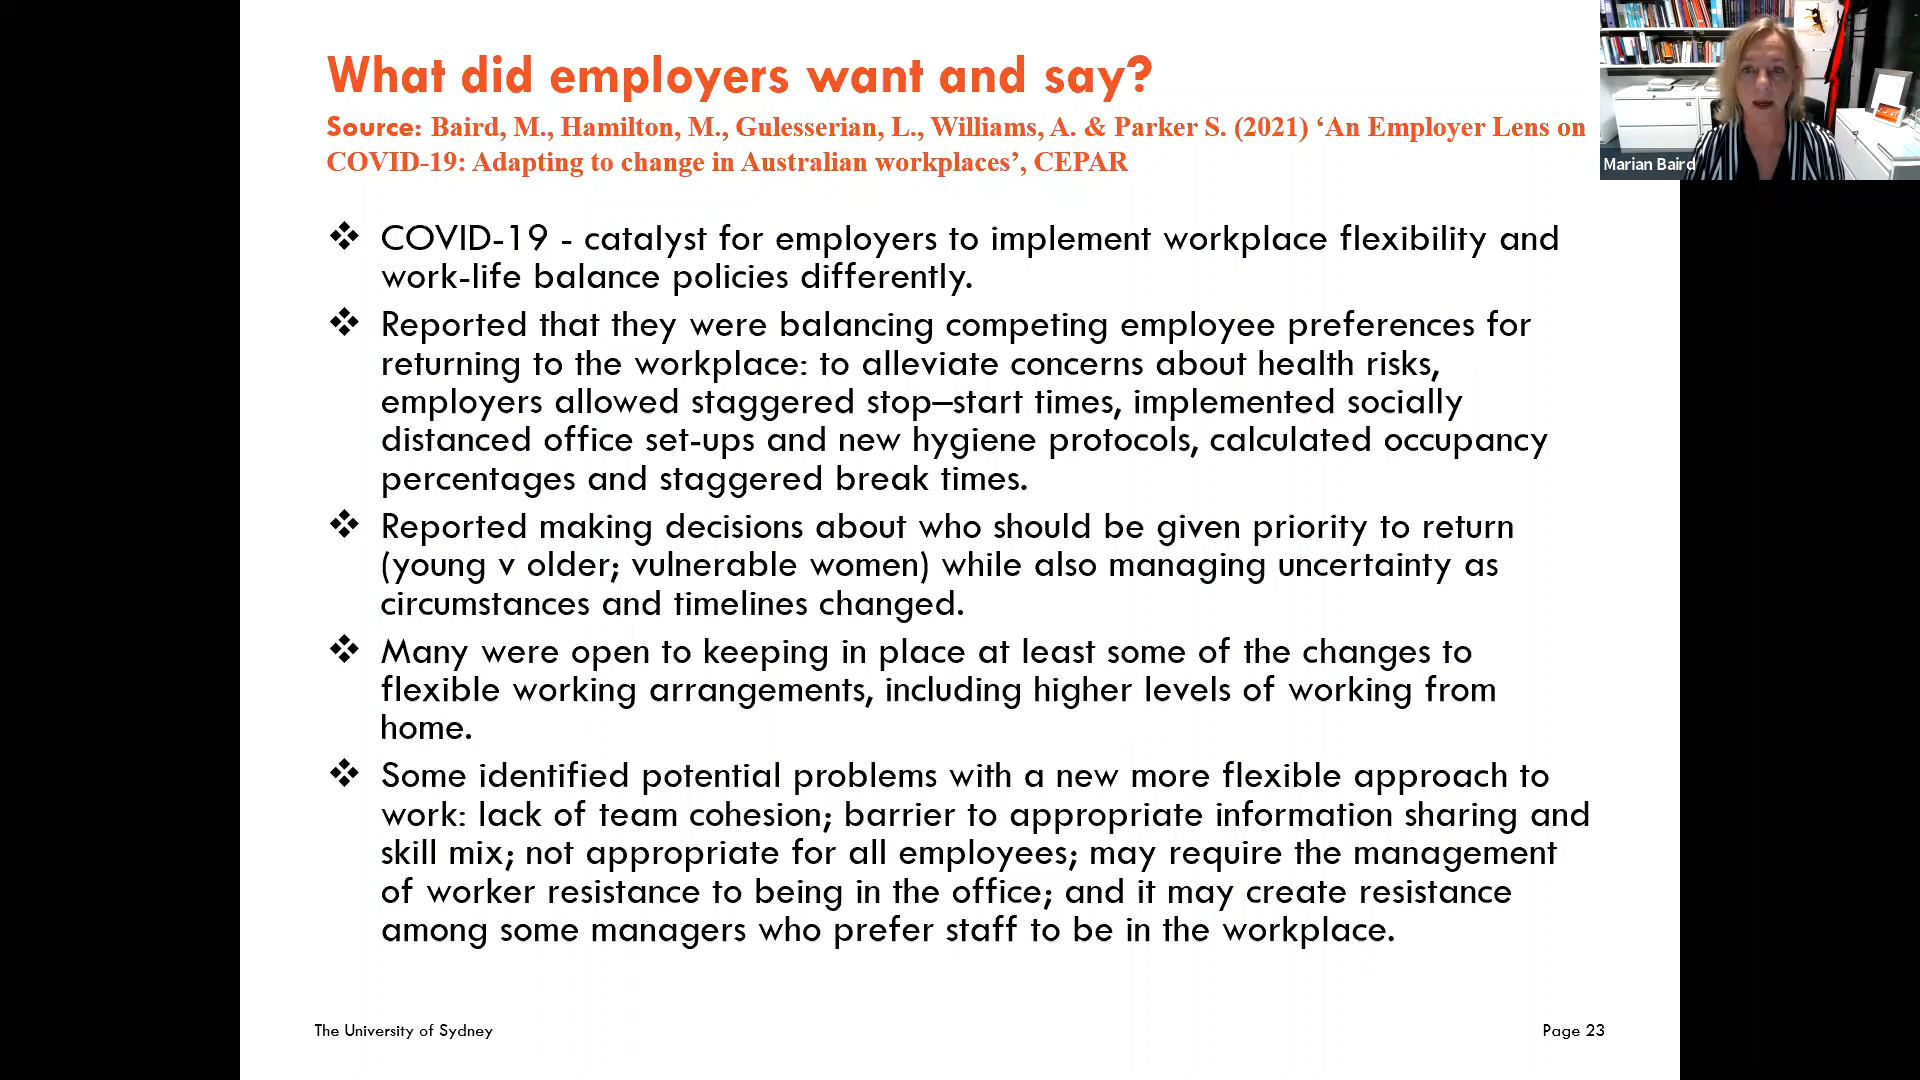 What did employers want and say?
Source: Baird, M., Hamilton, M., Gulesserian, L., Williams, A. & Parker S. (2021) ‘An Employer Lens on
COVID-19: Adapting to change in Australian workplaces’, CEPAR
Marian Baird
❖ COVID-19 - catalyst for employers to implement workplace flexibility and
work-life balance policies differently.
❖ Reported that they were balancing competing employee preferences for
returning to the workplace: to alleviate concerns about health risks,
employers allowed staggered stop–start times, implemented socially
distanced office set-ups and new hygiene protocols, calculated occupancy
percentages and staggered break times.
❖ Reported making decisions about who should be given priority to return
(young v older; vulnerable women) while also managing uncertainty as
circumstances and timelines changed.
❖ Many were open to keeping in place at least some of the changes to
flexible working arrangements, including higher levels of working from
home.
❖ Some identified potential problems with a new more flexible approach to
work: lack of team cohesion; barrier to appropriate information sharing and
skill mix; not appropriate for all employees; may require the management
of worker resistance to being in the office; and it may create resistance
among some managers who prefer staff to be in the workplace.
The University of Sydney
Page 23